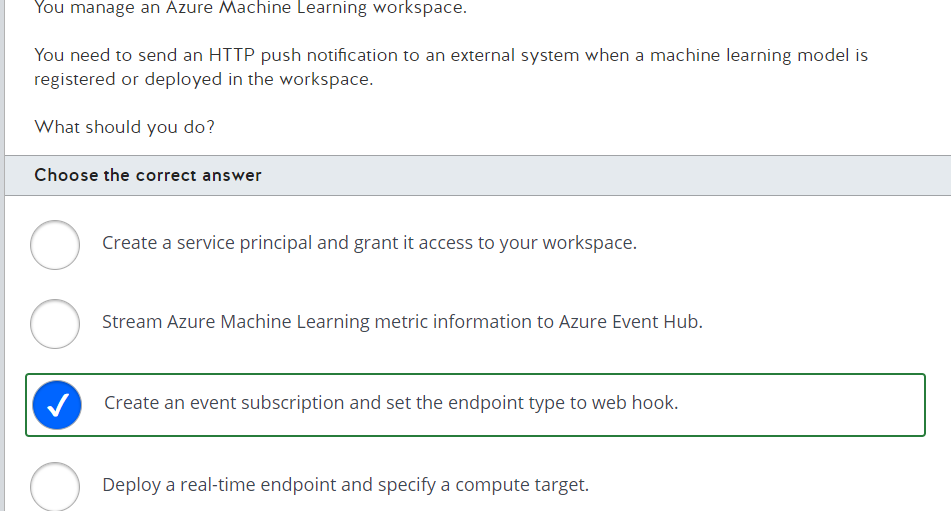 You manage an Azure Machine Learning workspace.
You need to send an HTTP push notification to an external system when a machine learning model is
registered or deployed in the workspace.
What should you do?
Choose the correct answer
Create a service principal and grant it access to your workspace.
Stream Azure Machine Learning metric information to Azure Event Hub.
Create an event subscription and set the endpoint type to web hook.
Deploy a real-time endpoint and specify a compute target.